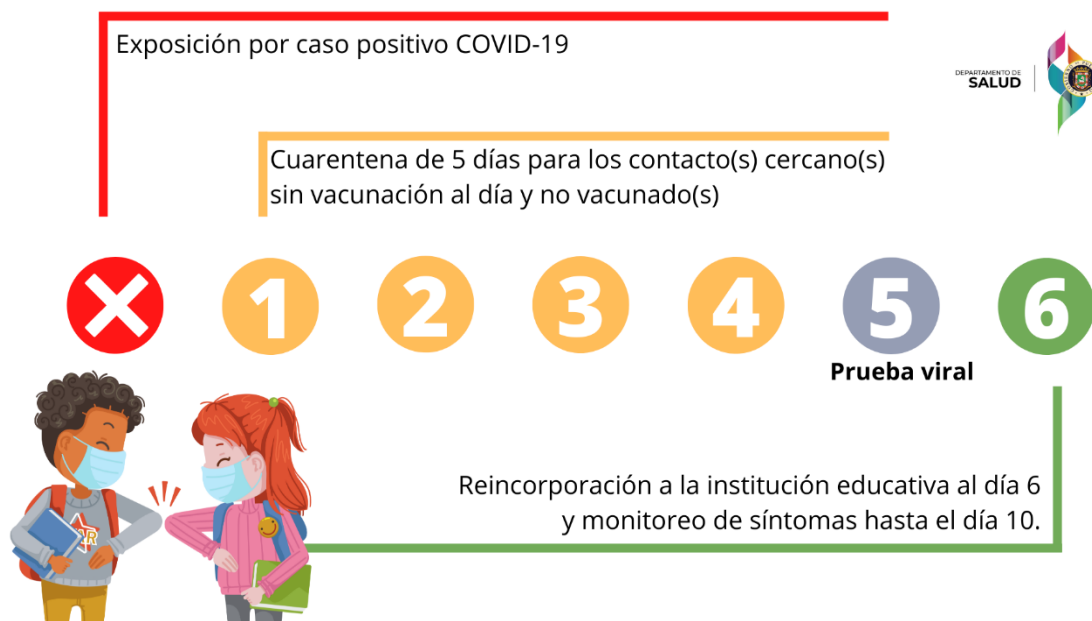 Exposición por caso positivo COVID-19
DEPARTAMENTO DE
SALUD
Cuarentena de 5 días para los contacto(s) cercano(s)
sin vacunación al día y no vacunado(s)
1 2 3 4 5 6
Prueba viral
Reincorporación a la institución educativa al día 6
y monitoreo de síntomas hasta el día 10.